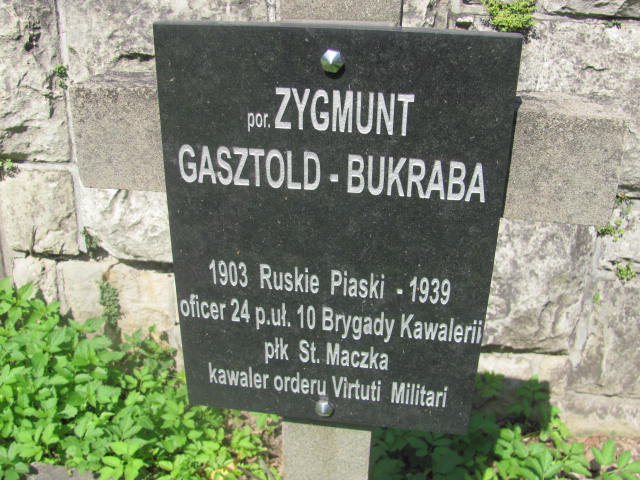 por. ZYGMUNT
GASZTOLD - BUKRABA
1903 Ruskie Piaski - 1939
oficer 24 p.uł. 10 Brygady Kawalerii
płk St. Maczka
kawaler orderu Virtuti Militari